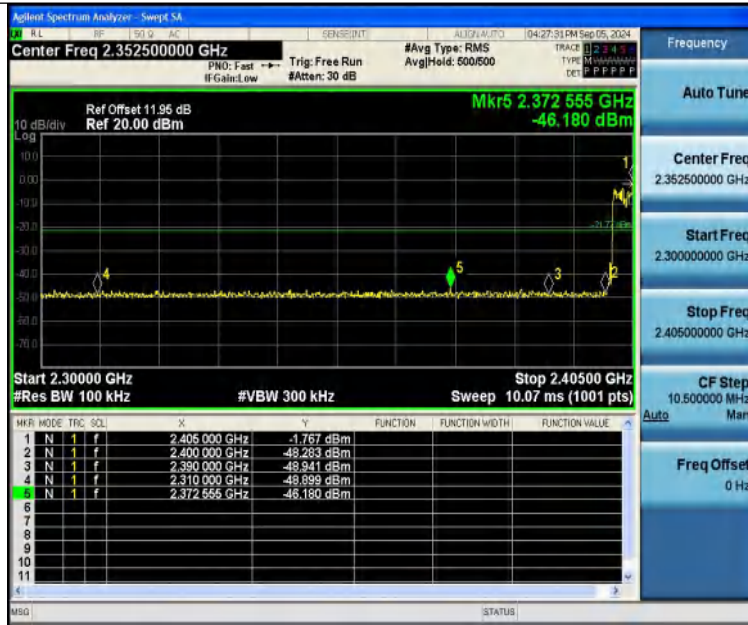 Agilent Spectrum Analyzer - Swept SA
RL RF 50 Ω AC SENSE:INT ALIGN AUTO 04:27:31 PM Sep 05, 2024
Center Freq 2.352500000 GHz
PNO: Fast
IFGain:Low
Trig: Free Run
#Atten: 30 dB
#Avg Type: RMS
Avg|Hold: 500/500
TRACE 1 2 3 4 5 6
TYPE M
DET P P P P P P
Ref Offset 11.95 dB
10 dB/div Ref 20.00 dBm
Log
Mkr5 2.372 555 GHz
-46.180 dBm
10.0
0.00
-10.0
-20.0
-30.0
-40.0
-50.0
-60.0
-70.0
1
2
3
4
5
Start 2.30000 GHz Stop 2.40500 GHz
#Res BW 100 kHz #VBW 300 kHz Sweep 10.07 ms (1001 pts)
MKR MODE TRC SCL X Y FUNCTION FUNCTION WIDTH FUNCTION VALUE
1 N 1 f 2.405 000 GHz -1.767 dBm
2 N 1 f 2.400 000 GHz -48.283 dBm
3 N 1 f 2.390 000 GHz -48.941 dBm
4 N 1 f 2.310 000 GHz -48.899 dBm
5 N 1 f 2.372 555 GHz -46.180 dBm
6
7
8
9
10
11
MSG STATUS
Frequency
Auto Tune
Center Freq
2.352500000 GHz
Start Freq
2.300000000 GHz
Stop Freq
2.405000000 GHz
CF Step
10.500000 MHz
Auto Man
Freq Offset
0 Hz